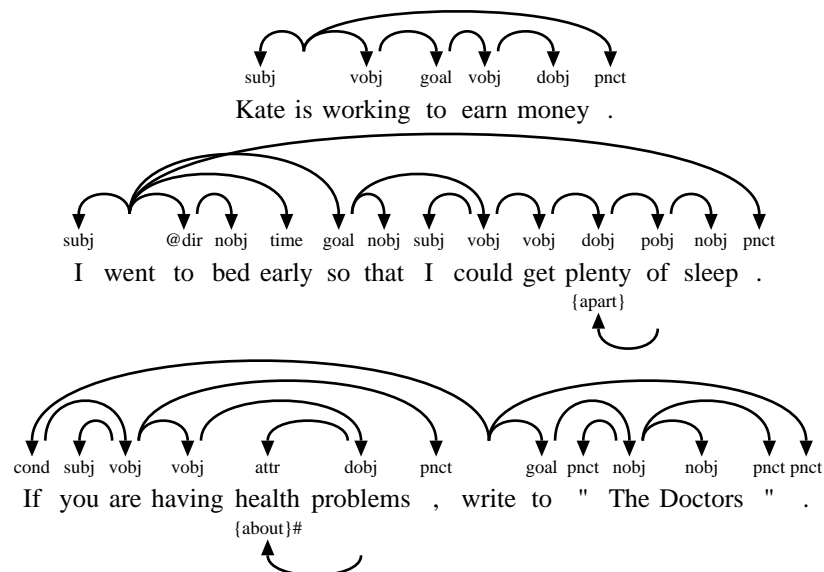 subj vobj goal vobj dobj pnct
Kate is working to earn money .
subj @dir nobj time goal nobj subj vobj vobj dobj pobj nobj pnct
I went to bed early so that I could get plenty of sleep .
{apart}
cond subj vobj vobj attr dobj pnct goal pnct nobj nobj pnct pnct
If you are having health problems , write to " The Doctors " .
{about}#